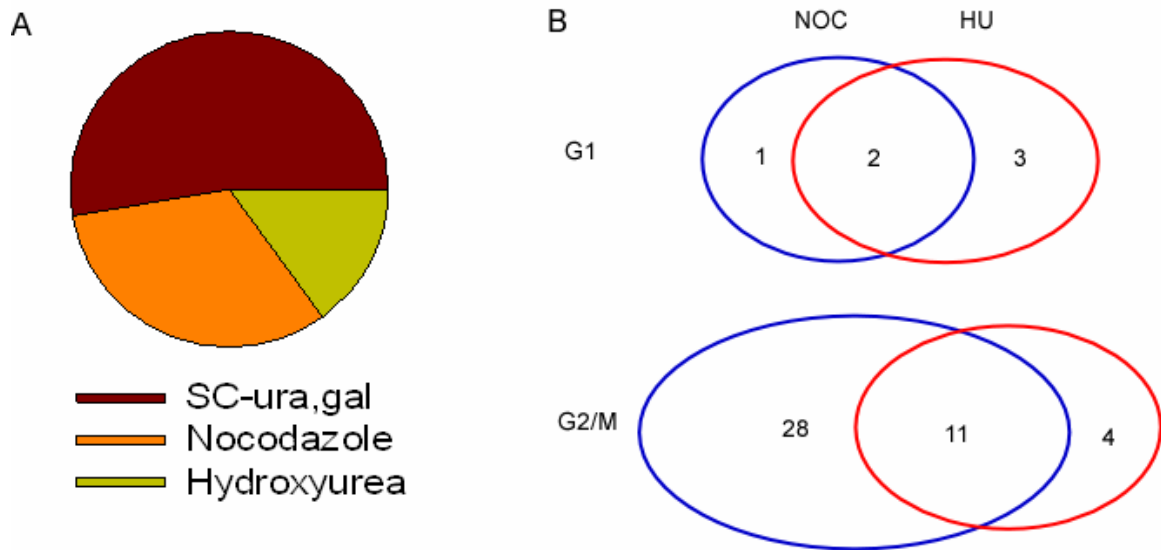 A
SC-ura,gal
Nocodazole
Hydroxyurea
B
NOC HU
G1 1 2 3
G2/M 28 11 4